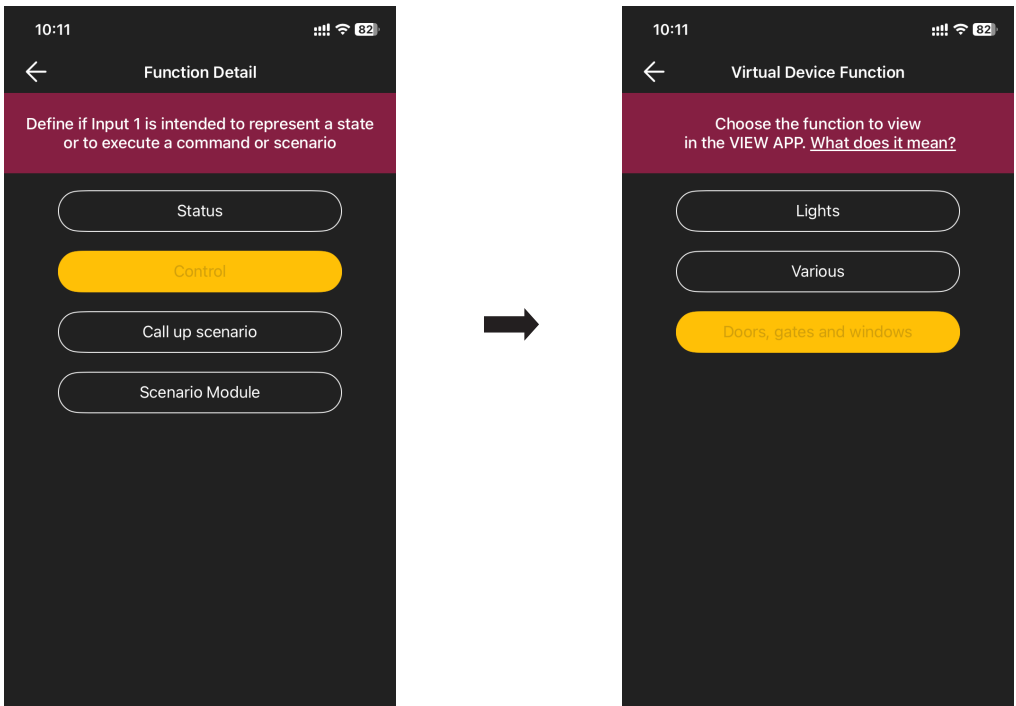 10:11
82
Function Detail
Define if Input 1 is intended to represent a state
or to execute a command or scenario
Status
Control
Call up scenario
Scenario Module
10:11
82
Virtual Device Function
Choose the function to view
in the VIEW APP. What does it mean?
Lights
Various
Doors, gates and windows